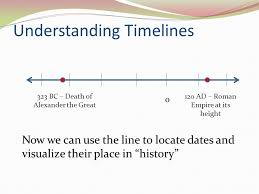 Understanding Timelines
323 BC – Death of
Alexander the Great
0
120 AD – Roman
Empire at its
height
Now we can use the line to locate dates and
visualize their place in “history”